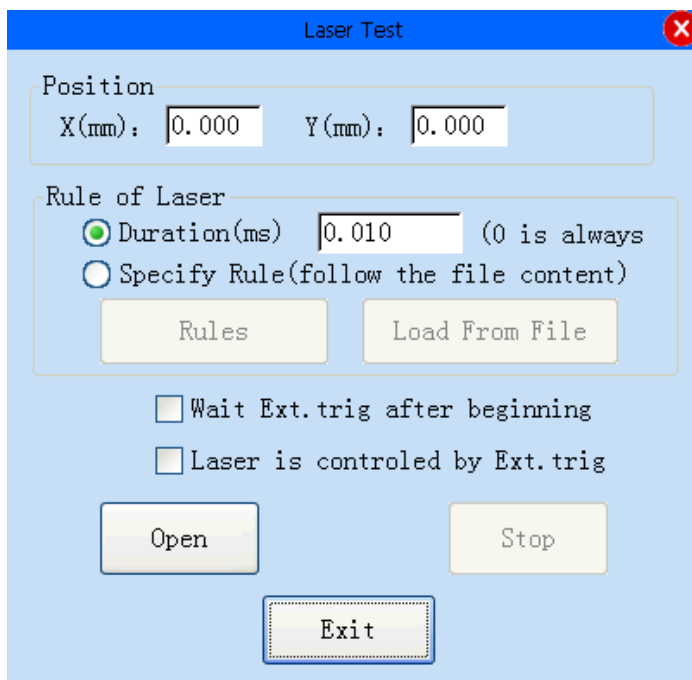 Laser Test
Position
X(mm): 0.000 Y(mm): 0.000
Rule of Laser
Duration(ms) 0.010 (0 is always
Specify Rule(follow the file content)
Rules Load From File
Wait Ext.trig after beginning
Laser is controled by Ext.trig
Open Stop
Exit